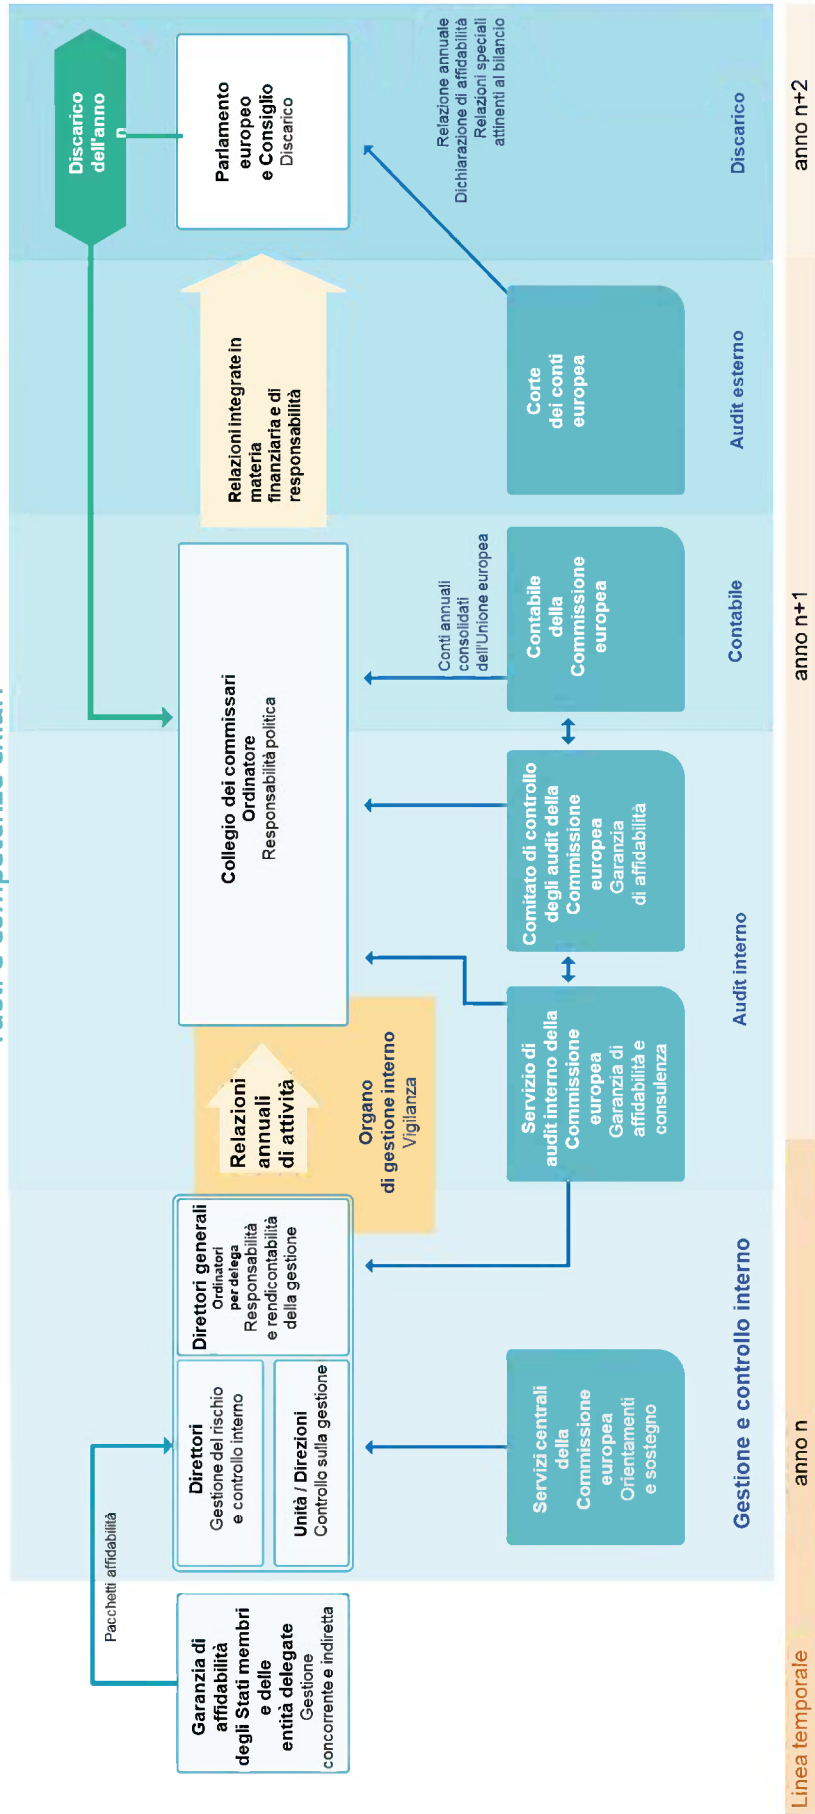 Pacchetti affidabilità
Garanzia di
affidabilità
degli Stati membri
e delle
entità delegate
Gestione
concorrente e indiretta
Direttori
Gestione del rischio
e controllo interno
Unità / Direzioni
Controllo sulla gestione
Direttori generali
Ordinatori
per delega
Responsabilità
e rendicontabilità
della gestione
Relazioni
annuali
di attività
Organo
di gestione interno
Vigilanza
Collegio dei commissari
Ordinatore
Responsabilità politica
Relazioni integrate in
materia
finanziaria e di
responsabilità
Parlamento
europeo
e Consiglio
Discarico
Discarico
dell'anno
n
Servizi centrali
della
Commissione
europea
Orientamenti
e sostegno
Servizio di
audit interno della
Commissione
europea
Garanzia di
affidabilità e
consulenza
Comitato di controllo
degli audit della
Commissione
europea
Garanzia
di affidabilità
Conti annuali
consolidati
dell'Unione europea
Contabile
della
Commissione
europea
Corte
dei conti
europea
Relazione annuale
Dichiarazione di affidabilità
Relazioni speciali
attinenti al bilancio
Gestione e controllo interno
Audit interno
Contabile
Audit esterno
Discarico
Linea temporale
anno n
anno n+1
anno n+2